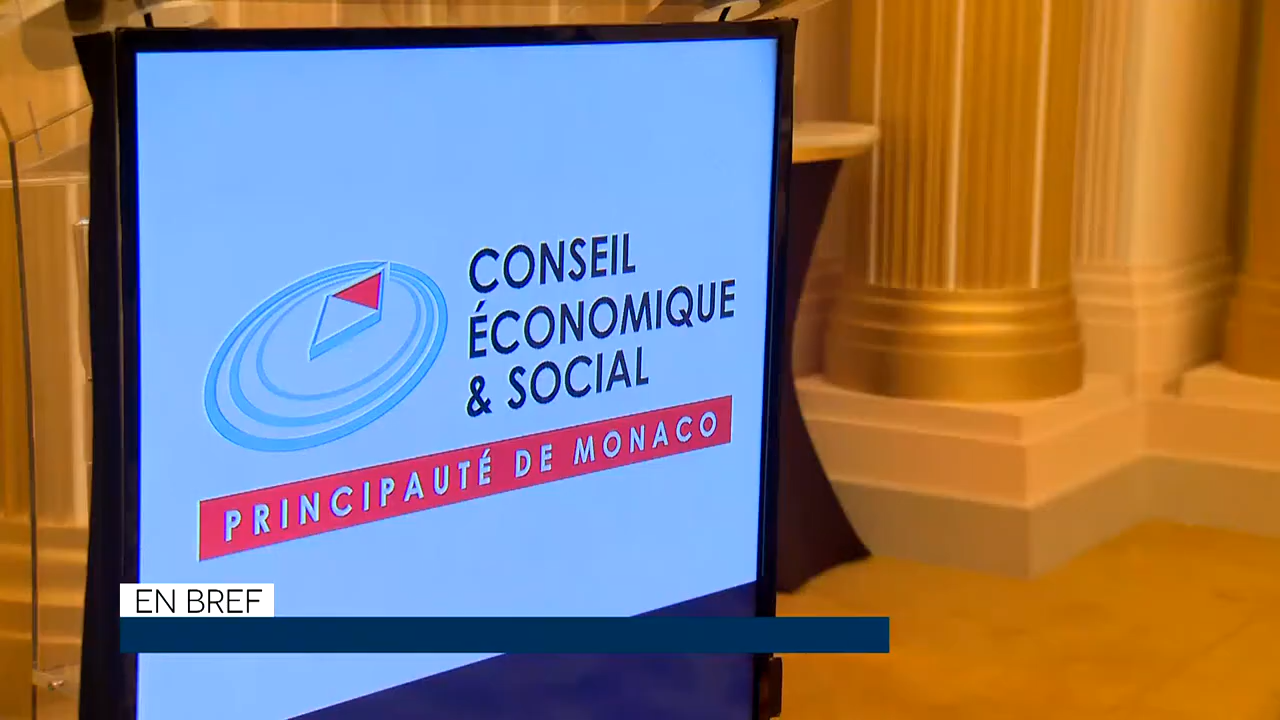 CONSEIL
ÉCONOMIQUE
& SOCIAL
PRINCIPAUTÉ DE MONACO
EN BREF